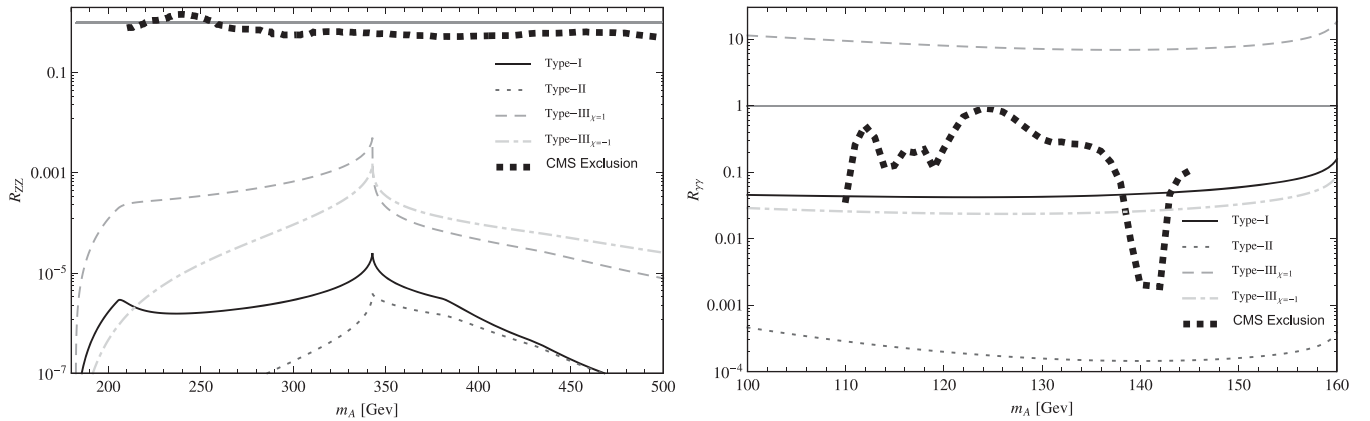 R_ZZ
0.1
0.001
10^−5
10^−7
Type−I
Type−II
Type−III_χ=1
Type−III_χ=−1
CMS Exclusion
200 250 300 350 400 450 500
m_A [Gev]
R_γγ
10
1
0.1
0.01
0.001
10^−4
Type−I
Type−II
Type−III_χ=1
Type−III_χ=−1
CMS Exclusion
100 110 120 130 140 150 160
m_A [Gev]